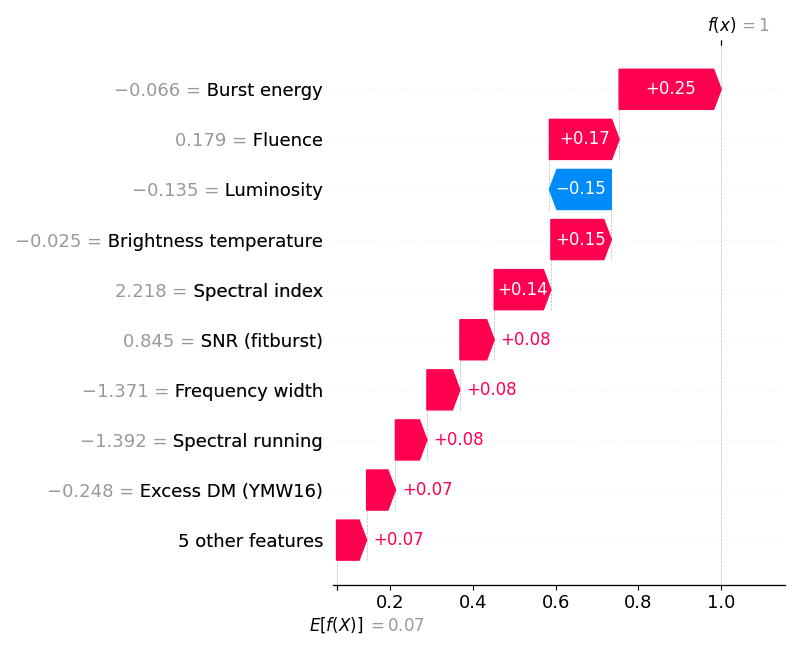 f(x) = 1
−0.066 = Burst energy
+0.25
0.179 = Fluence
+0.17
−0.135 = Luminosity
−0.15
−0.025 = Brightness temperature
+0.15
2.218 = Spectral index
+0.14
0.845 = SNR (fitburst)
+0.08
−1.371 = Frequency width
+0.08
−1.392 = Spectral running
+0.08
−0.248 = Excess DM (YMW16)
+0.07
5 other features
+0.07
0.2 0.4 0.6 0.8 1.0
E[f(X)] = 0.07